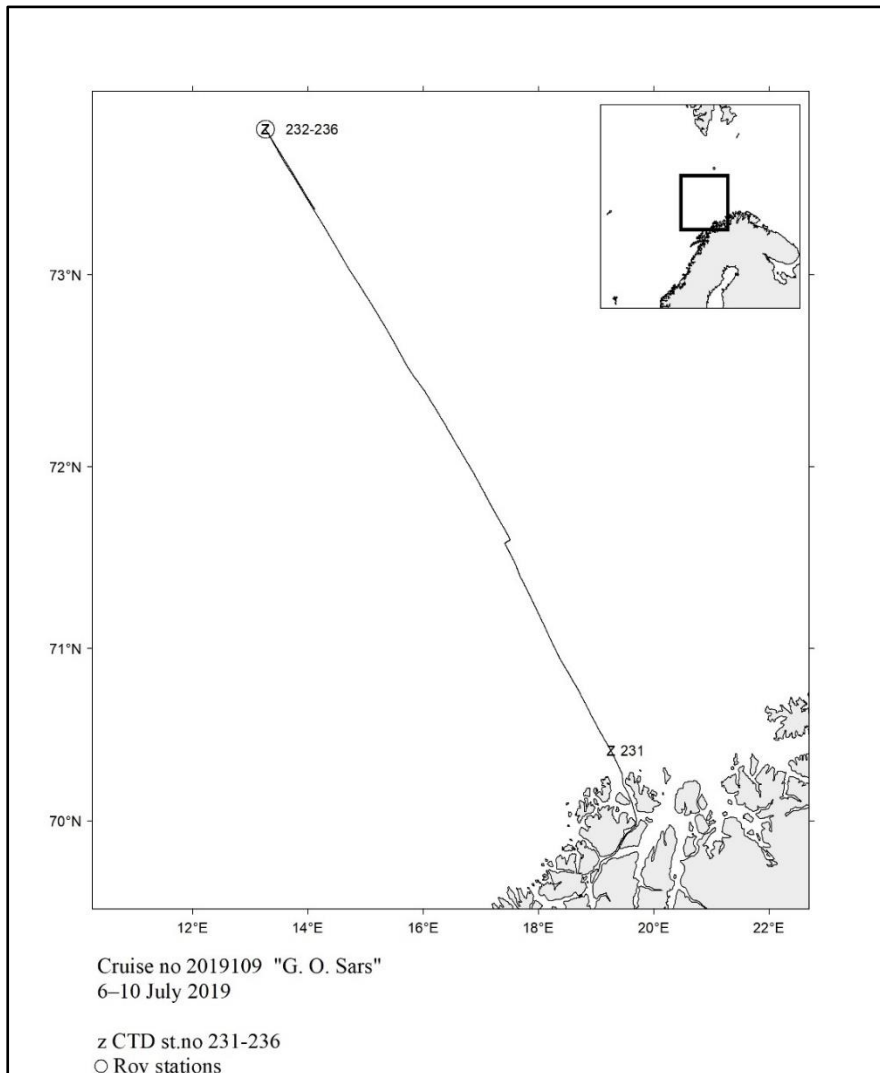 Z 232-236
73°N
72°N
71°N
Z 231
70°N
12°E 14°E 16°E 18°E 20°E 22°E
Cruise no 2019109 "G. O. Sars"
6–10 July 2019
z CTD st.no 231-236
Rov stations